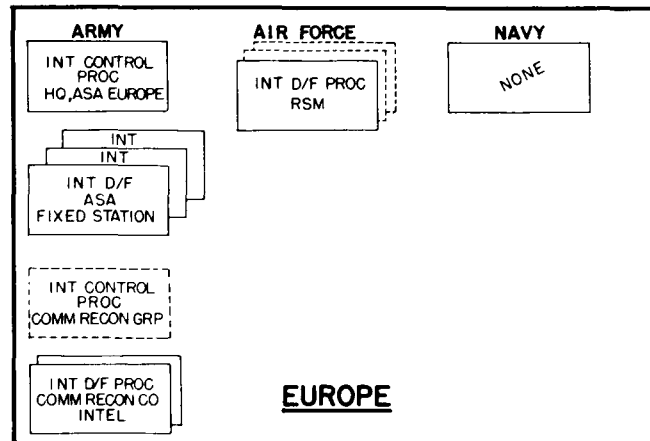 ARMY
INT CONTROL
PROC
HQ, ASA EUROPE
INT
INT
INT D/F
ASA
FIXED STATION
INT CONTROL
PROC
COMM RECON GRP
INT D/F PROC
COMM RECON CO
INTEL
AIR FORCE
INT D/F PROC
RSM
NAVY
NONE
EUROPE